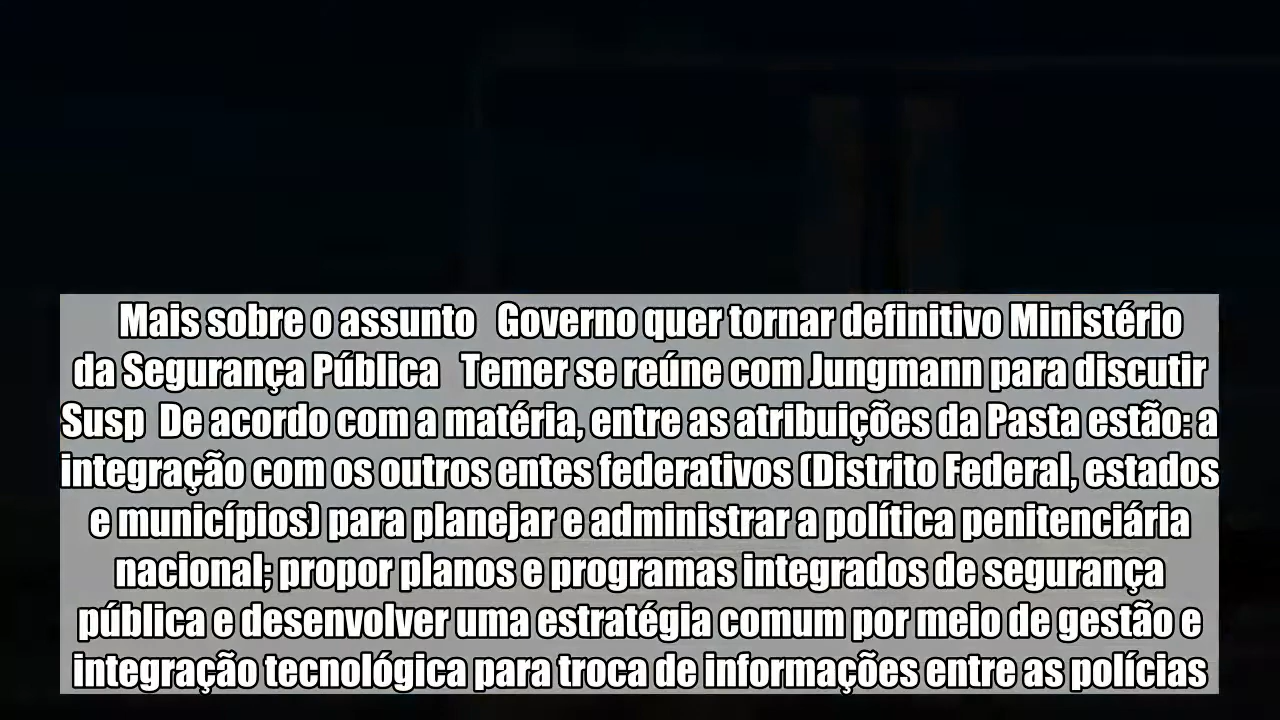 Mais sobre o assunto Governo quer tornar definitivo Ministério
da Segurança Pública Temer se reúne com Jungmann para discutir
Susp De acordo com a matéria, entre as atribuições da Pasta estão: a
integração com os outros entes federativos (Distrito Federal, estados
e municípios) para planejar e administrar a política penitenciária
nacional; propor planos e programas integrados de segurança
pública e desenvolver uma estratégia comum por meio de gestão e
integração tecnológica para troca de informações entre as polícias